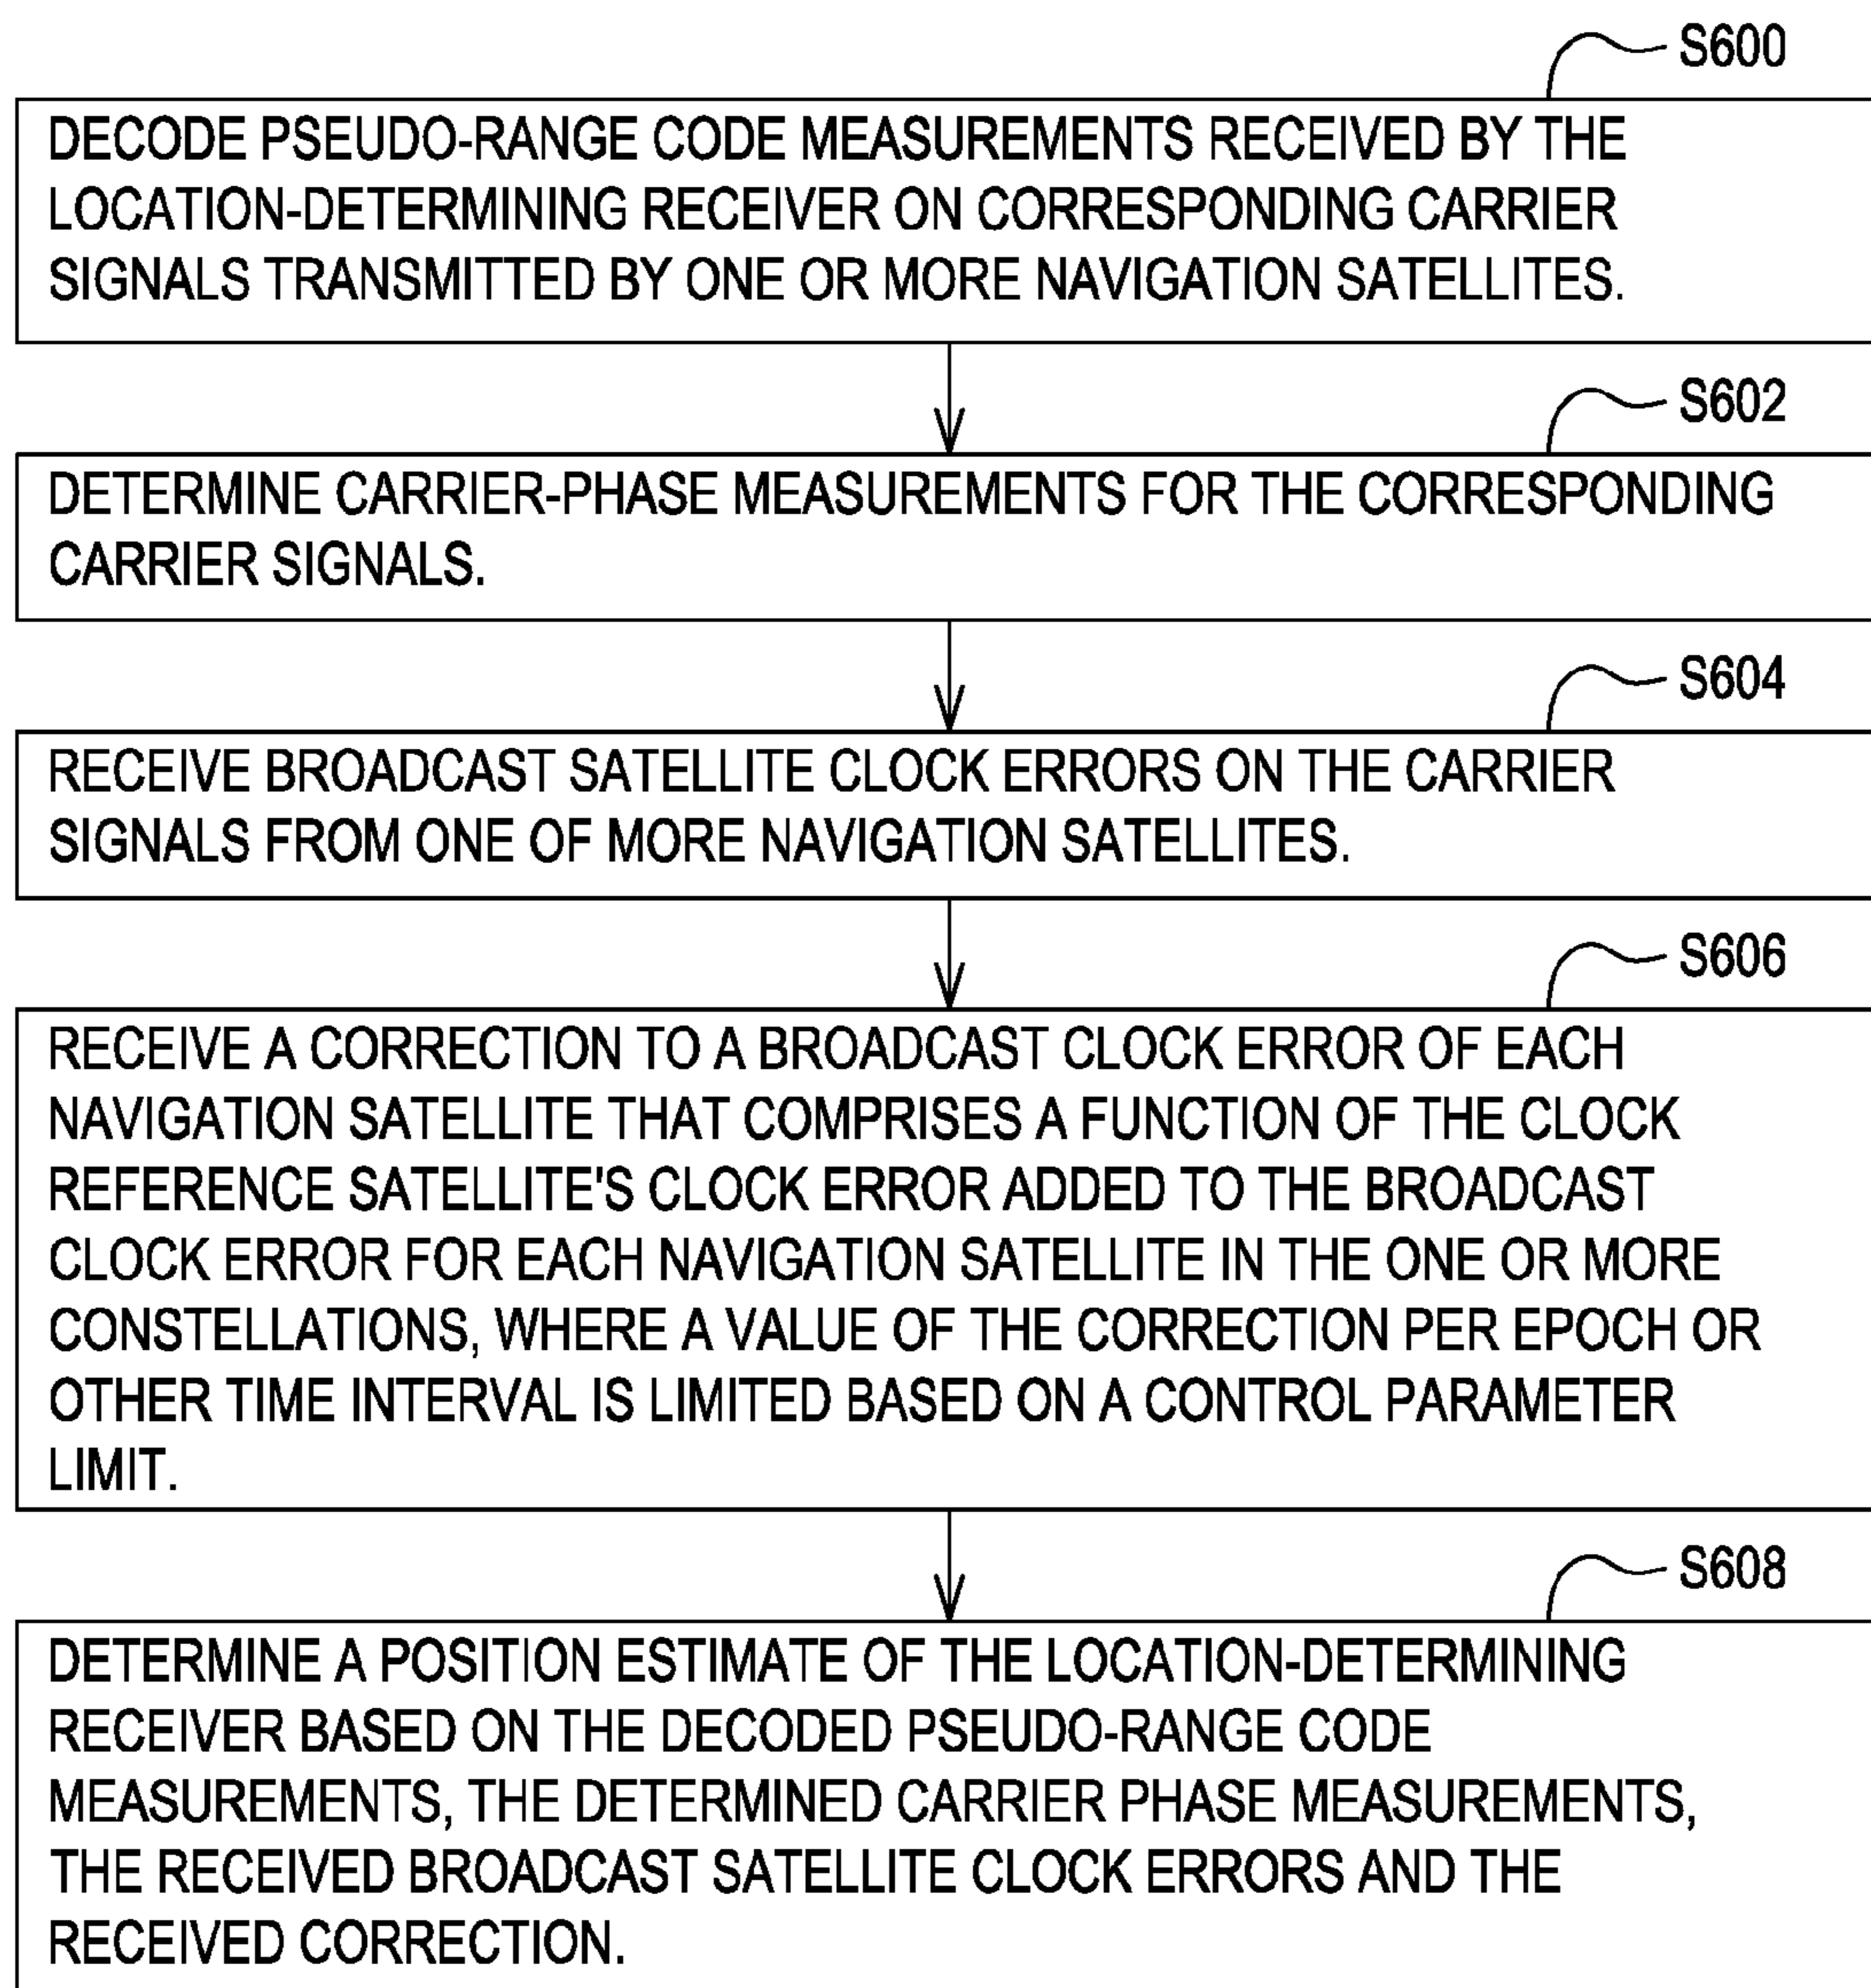 S600
DECODE PSEUDO-RANGE CODE MEASUREMENTS RECEIVED BY THE
LOCATION-DETERMINING RECEIVER ON CORRESPONDING CARRIER
SIGNALS TRANSMITTED BY ONE OR MORE NAVIGATION SATELLITES.
S602
DETERMINE CARRIER-PHASE MEASUREMENTS FOR THE CORRESPONDING
CARRIER SIGNALS.
S604
RECEIVE BROADCAST SATELLITE CLOCK ERRORS ON THE CARRIER
SIGNALS FROM ONE OF MORE NAVIGATION SATELLITES.
S606
RECEIVE A CORRECTION TO A BROADCAST CLOCK ERROR OF EACH
NAVIGATION SATELLITE THAT COMPRISES A FUNCTION OF THE CLOCK
REFERENCE SATELLITE'S CLOCK ERROR ADDED TO THE BROADCAST
CLOCK ERROR FOR EACH NAVIGATION SATELLITE IN THE ONE OR MORE
CONSTELLATIONS, WHERE A VALUE OF THE CORRECTION PER EPOCH OR
OTHER TIME INTERVAL IS LIMITED BASED ON A CONTROL PARAMETER
LIMIT.
S608
DETERMINE A POSITION ESTIMATE OF THE LOCATION-DETERMINING
RECEIVER BASED ON THE DECODED PSEUDO-RANGE CODE
MEASUREMENTS, THE DETERMINED CARRIER PHASE MEASUREMENTS,
THE RECEIVED BROADCAST SATELLITE CLOCK ERRORS AND THE
RECEIVED CORRECTION.